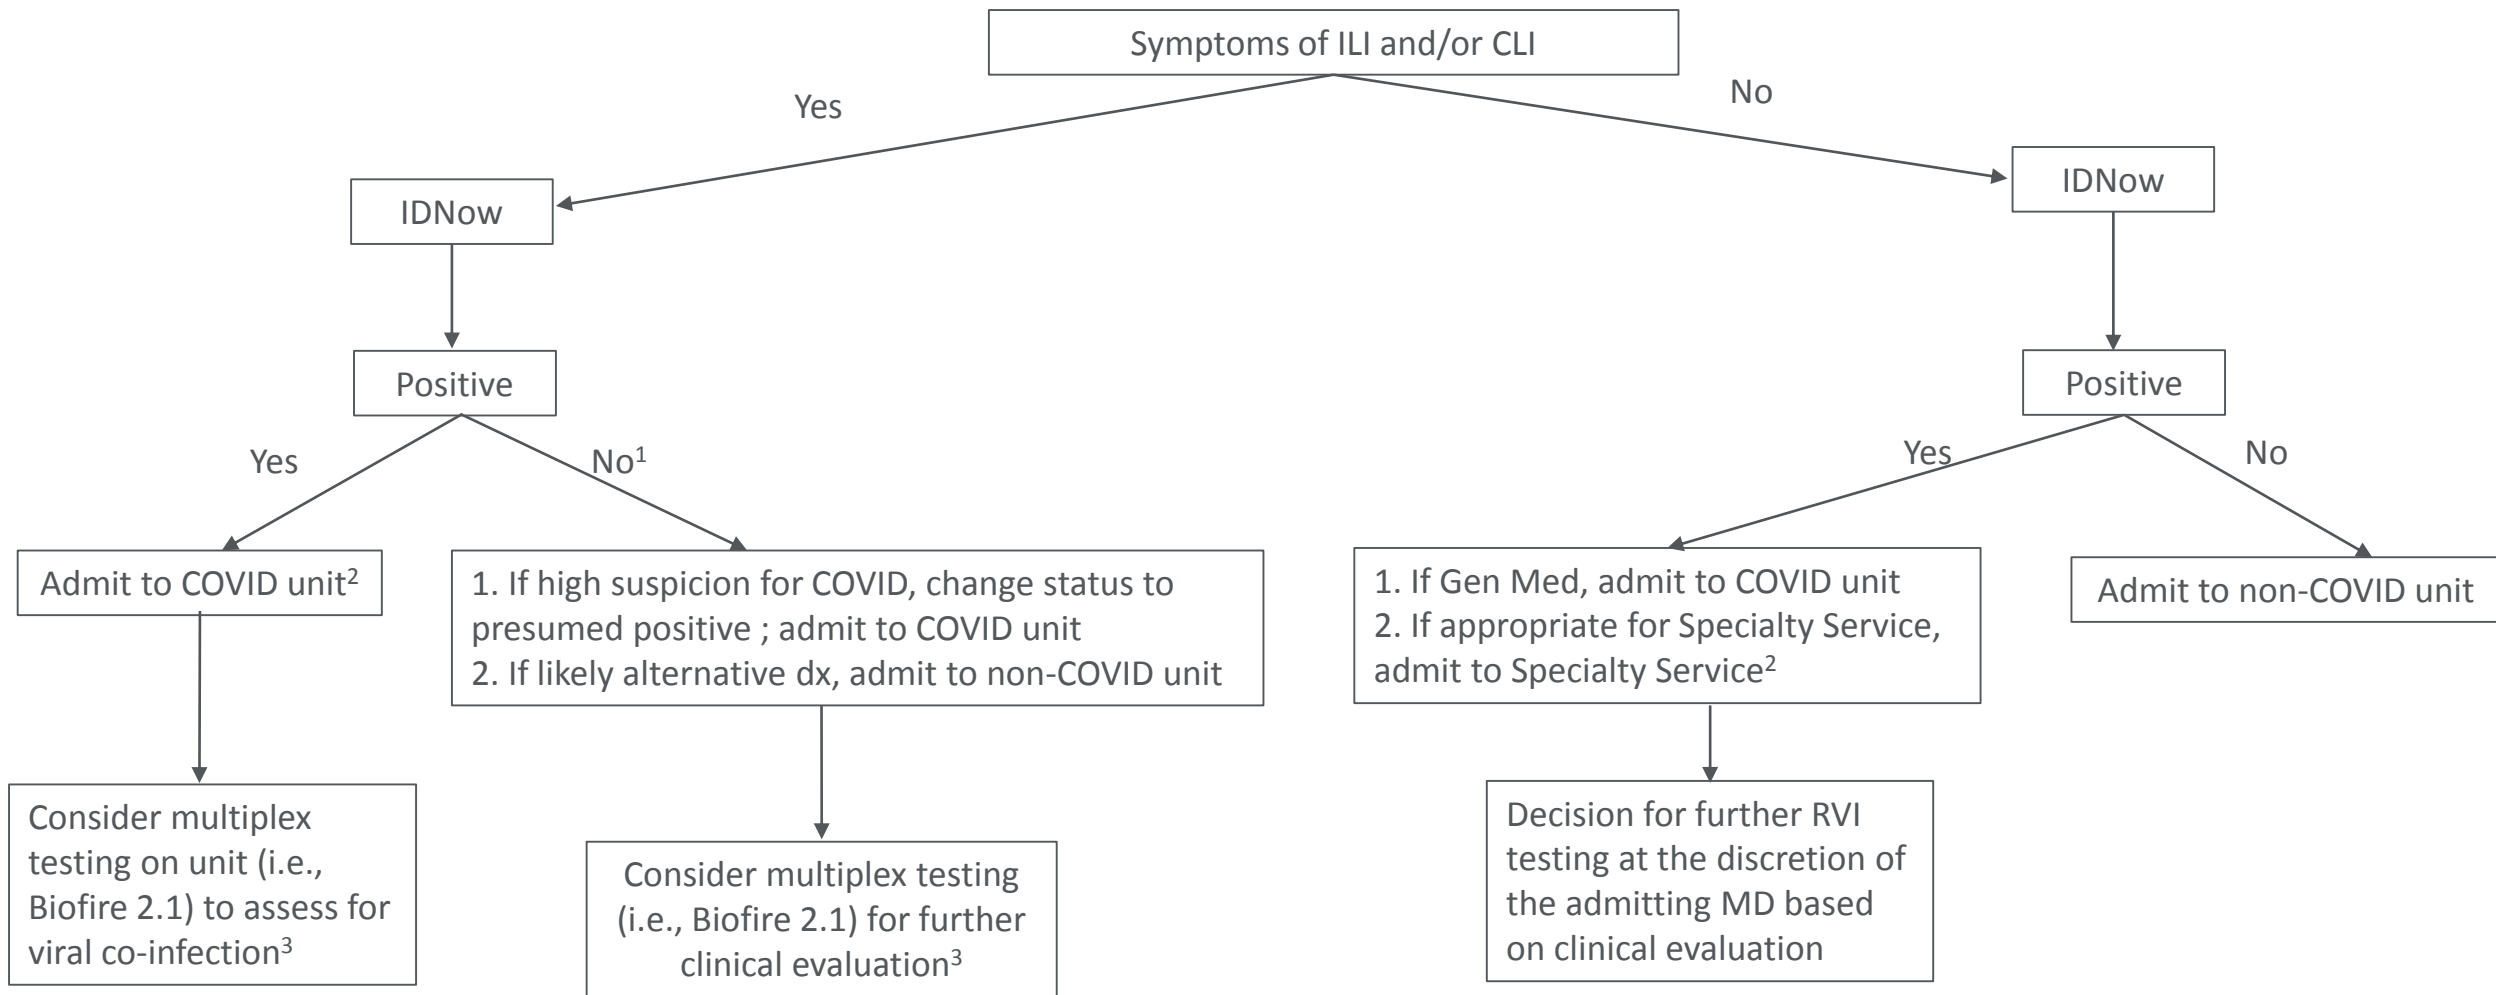 Symptoms of ILI and/or CLI
Yes
No
IDNow
IDNow
Positive
Positive
Yes
No¹
Yes
No
Admit to COVID unit²
1. If high suspicion for COVID, change status to
presumed positive ; admit to COVID unit
2. If likely alternative dx, admit to non-COVID unit
1. If Gen Med, admit to COVID unit
2. If appropriate for Specialty Service,
admit to Specialty Service²
Admit to non-COVID unit
Consider multiplex
testing on unit (i.e.,
Biofire 2.1) to assess for
viral co-infection³
Consider multiplex testing
(i.e., Biofire 2.1) for further
clinical evaluation³
Decision for further RVI
testing at the discretion of
the admitting MD based
on clinical evaluation